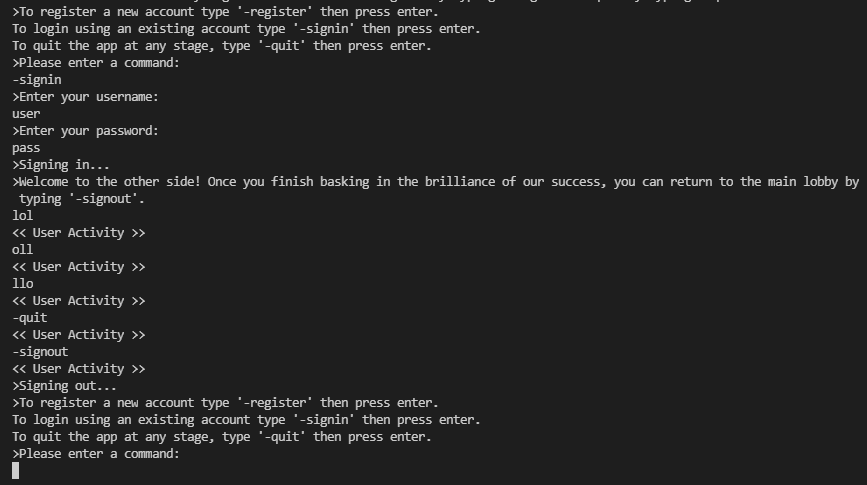 >To register a new account type '-register' then press enter.
To login using an existing account type '-signin' then press enter.
To quit the app at any stage, type '-quit' then press enter.
>Please enter a command:
-signin
>Enter your username:
user
>Enter your password:
pass
>Signing in...
>Welcome to the other side! Once you finish basking in the brilliance of our success, you can return to the main lobby by
 typing '-signout'.
lol
<< User Activity >>
oll
<< User Activity >>
llo
<< User Activity >>
-quit
<< User Activity >>
-signout
<< User Activity >>
>Signing out...
>To register a new account type '-register' then press enter.
To login using an existing account type '-signin' then press enter.
To quit the app at any stage, type '-quit' then press enter.
>Please enter a command: